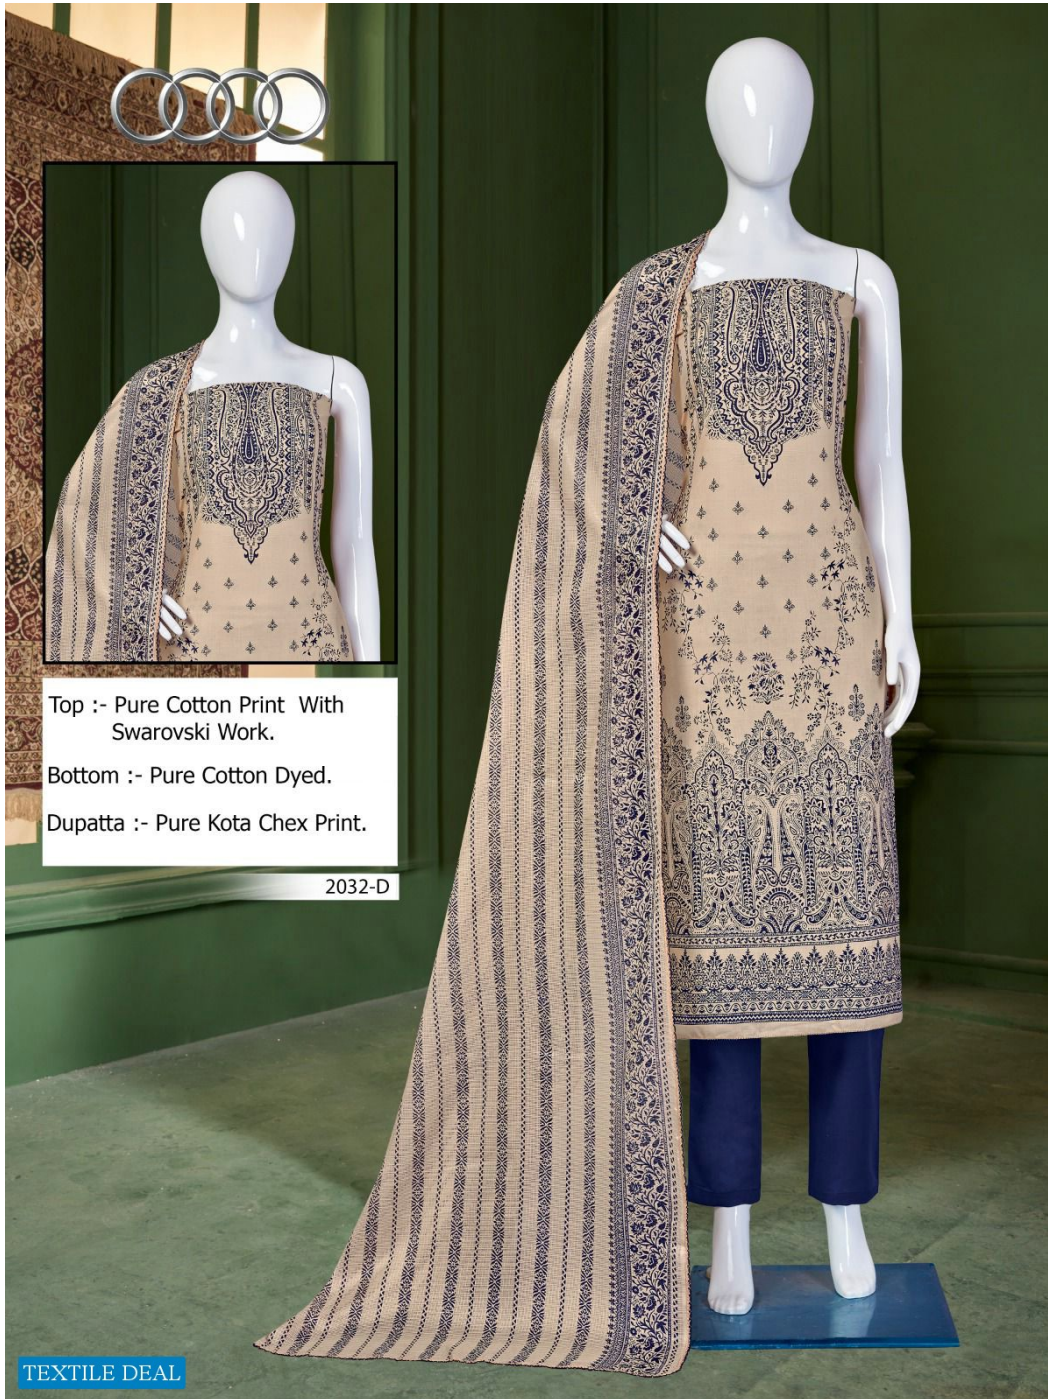 Top :- Pure Cotton Print With
Swarovski Work.
Bottom :- Pure Cotton Dyed.
Dupatta :- Pure Kota Chex Print.
2032-D
TEXTILE DEAL